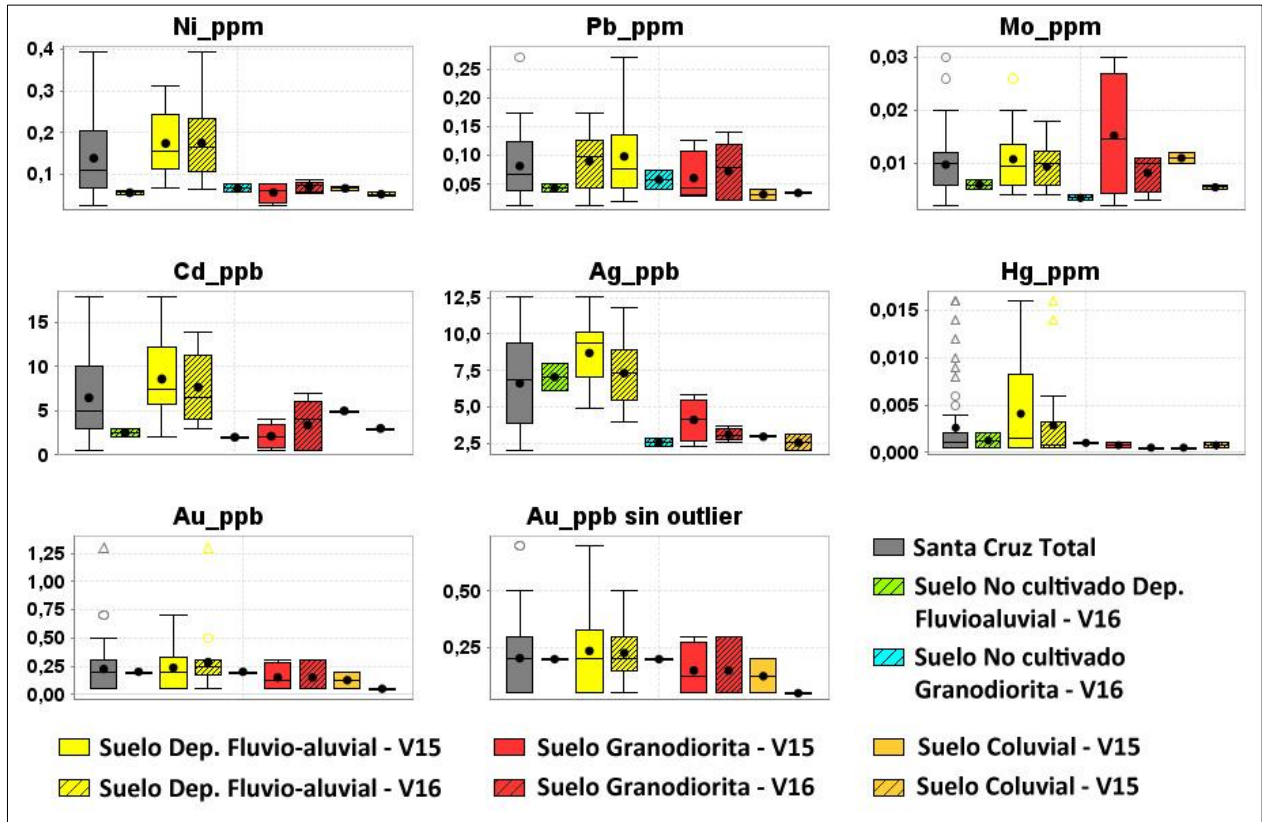 Ni_ppm
0,4
0,3
0,2
0,1
Pb_ppm
0,25
0,20
0,15
0,10
0,05
Mo_ppm
0,03
0,02
0,01
Cd_ppb
15
10
5
0
Ag_ppb
12,5
10,0
7,5
5,0
2,5
Hg_ppm
0,015
0,010
0,005
0,000
Au_ppb
1,25
1,00
0,75
0,50
0,25
0,00
Au_ppb sin outlier
0,50
0,25
Santa Cruz Total
Suelo No cultivado Dep.
Fluvioaluvial - V16
Suelo No cultivado
Granodiorita - V16
Suelo Dep. Fluvio-aluvial - V15
Suelo Dep. Fluvio-aluvial - V16
Suelo Granodiorita - V15
Suelo Granodiorita - V16
Suelo Coluvial - V15
Suelo Coluvial - V15